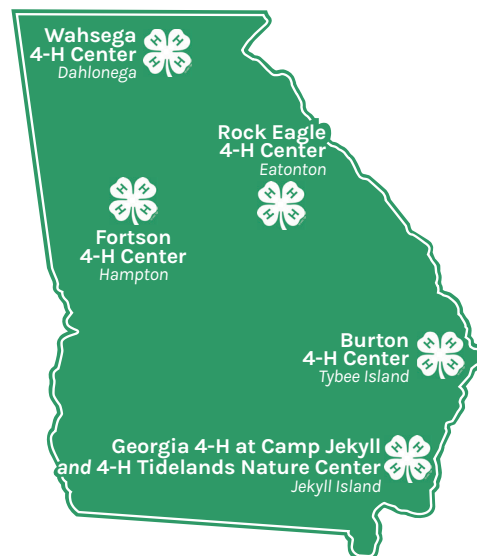 Wahsega
4-H Center
Dahlonega
H H
H H
Rock Eagle
4-H Center
Eatonton
H H
H H
H H
H H
Fortson
4-H Center
Hampton
Burton
4-H Center
Tybee Island
H H
H H
Georgia 4-H at Camp Jekyll
and 4-H Tidelands Nature Center
Jekyll Island
H H
H H